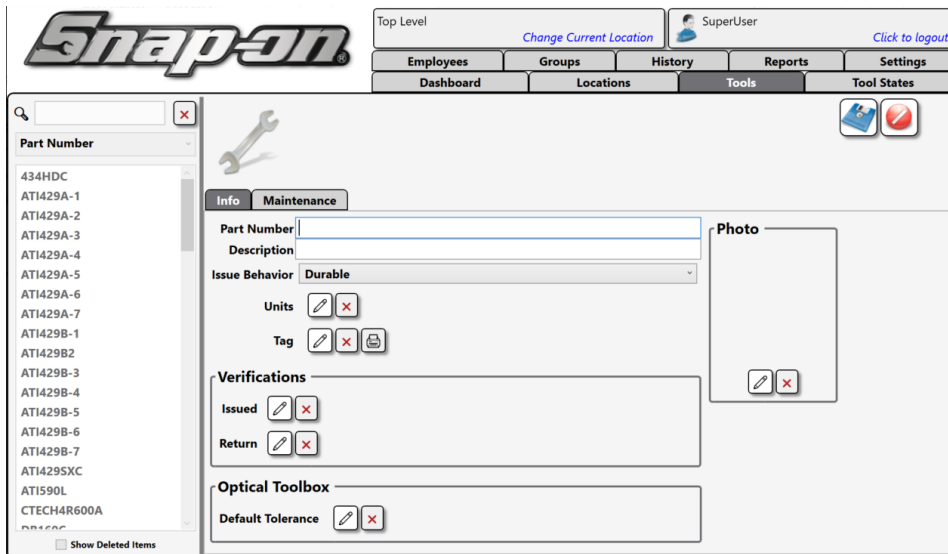 Snap-on®
Top Level
Change Current Location
SuperUser
Click to logout
Employees Groups History Reports Settings
Dashboard Locations Tools Tool States
Part Number
434HDC
ATI429A-1
ATI429A-2
ATI429A-3
ATI429A-4
ATI429A-5
ATI429A-6
ATI429A-7
ATI429B-1
ATI429B2
ATI429B-3
ATI429B-4
ATI429B-5
ATI429B-6
ATI429B-7
ATI429SXC
ATI590L
CTECH4R600A
Show Deleted Items
Info Maintenance
Part Number
Description
Issue Behavior Durable
Units
Tag
Verifications
Issued
Return
Optical Toolbox
Default Tolerance
Photo